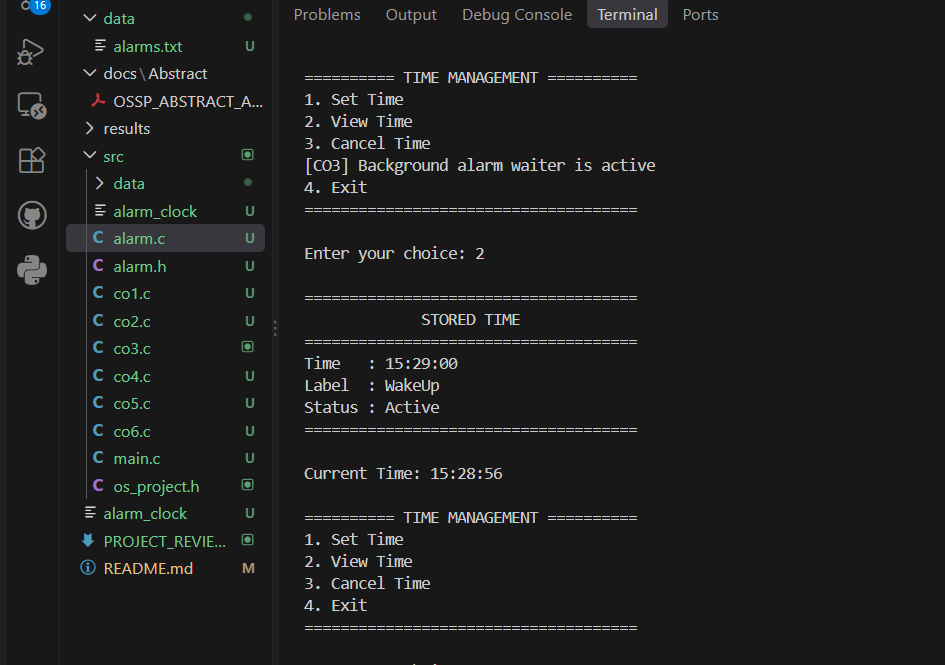 16
data
alarms.txt U
docs\Abstract
OSSP_ABSTRACT_A...
results
src
data
alarm_clock U
C alarm.c U
C alarm.h U
C co1.c U
C co2.c U
C co3.c
C co4.c U
C co5.c U
C co6.c U
C main.c U
C os_project.h
alarm_clock U
PROJECT_REVIE...
README.md M
Problems Output Debug Console Terminal Ports
========== TIME MANAGEMENT ==========
1. Set Time
2. View Time
3. Cancel Time
[CO3] Background alarm waiter is active
4. Exit
=====================================
Enter your choice: 2
=====================================
STORED TIME
=====================================
Time : 15:29:00
Label : WakeUp
Status : Active
=====================================
Current Time: 15:28:56
========== TIME MANAGEMENT ==========
1. Set Time
2. View Time
3. Cancel Time
4. Exit
=====================================